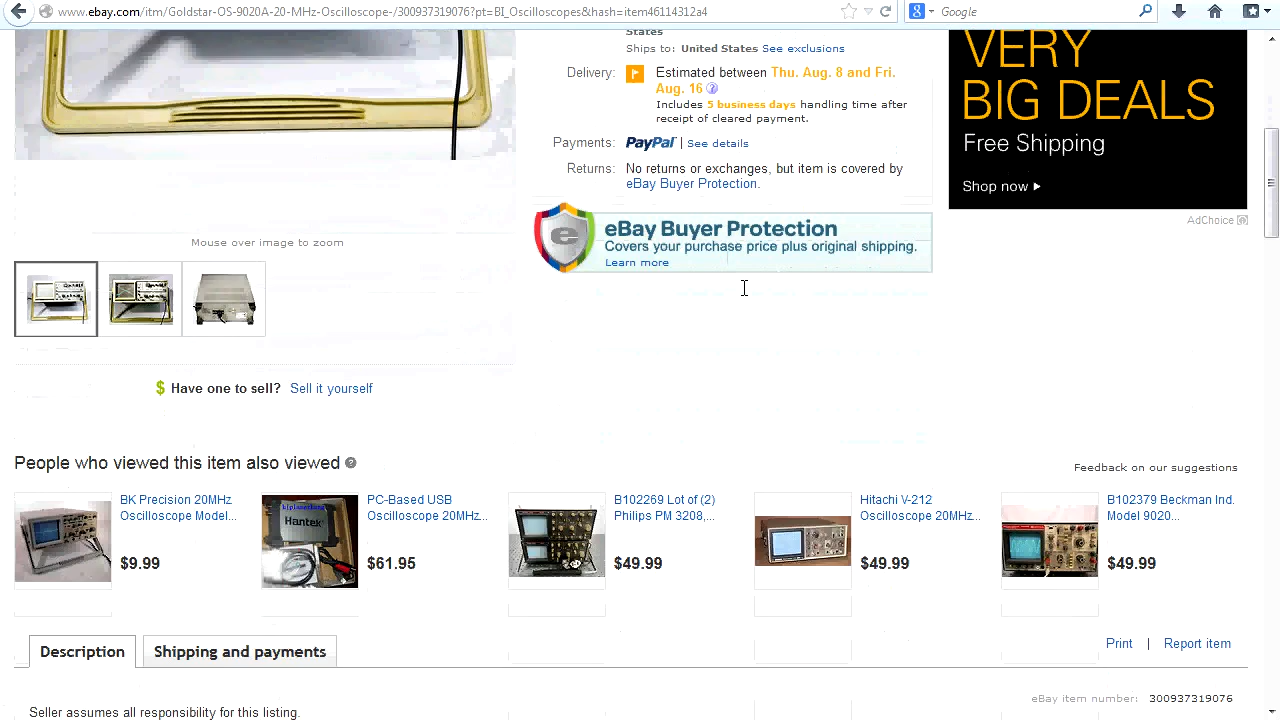 www.ebay.com/itm/Goldstar-OS-9020A-20-MHz-Oscilloscope-/300937319076?pt=BI_Oscilloscopes&hash=item46114312a4
Google
States
Ships to: United States See exclusions
Delivery: Estimated between Thu. Aug. 8 and Fri.
Aug. 16
Includes 5 business days handling time after
receipt of cleared payment.
Payments: PayPal | See details
Returns: No returns or exchanges, but item is covered by
eBay Buyer Protection.
eBay Buyer Protection
Covers your purchase price plus original shipping.
Learn more
VERY
BIG DEALS
Free Shipping
Shop now
AdChoice
Mouse over image to zoom
$ Have one to sell? Sell it yourself
People who viewed this item also viewed
Feedback on our suggestions
BK Precision 20MHz
Oscilloscope Model...
$9.99
PC-Based USB
Oscilloscope 20MHz...
$61.95
Hantek
B102269 Lot of (2)
Philips PM 3208,...
$49.99
Hitachi V-212
Oscilloscope 20MHz...
$49.99
B102379 Beckman Ind.
Model 9020...
$49.99
Description
Shipping and payments
Print | Report item
eBay item number: 300937319076
Seller assumes all responsibility for this listing.